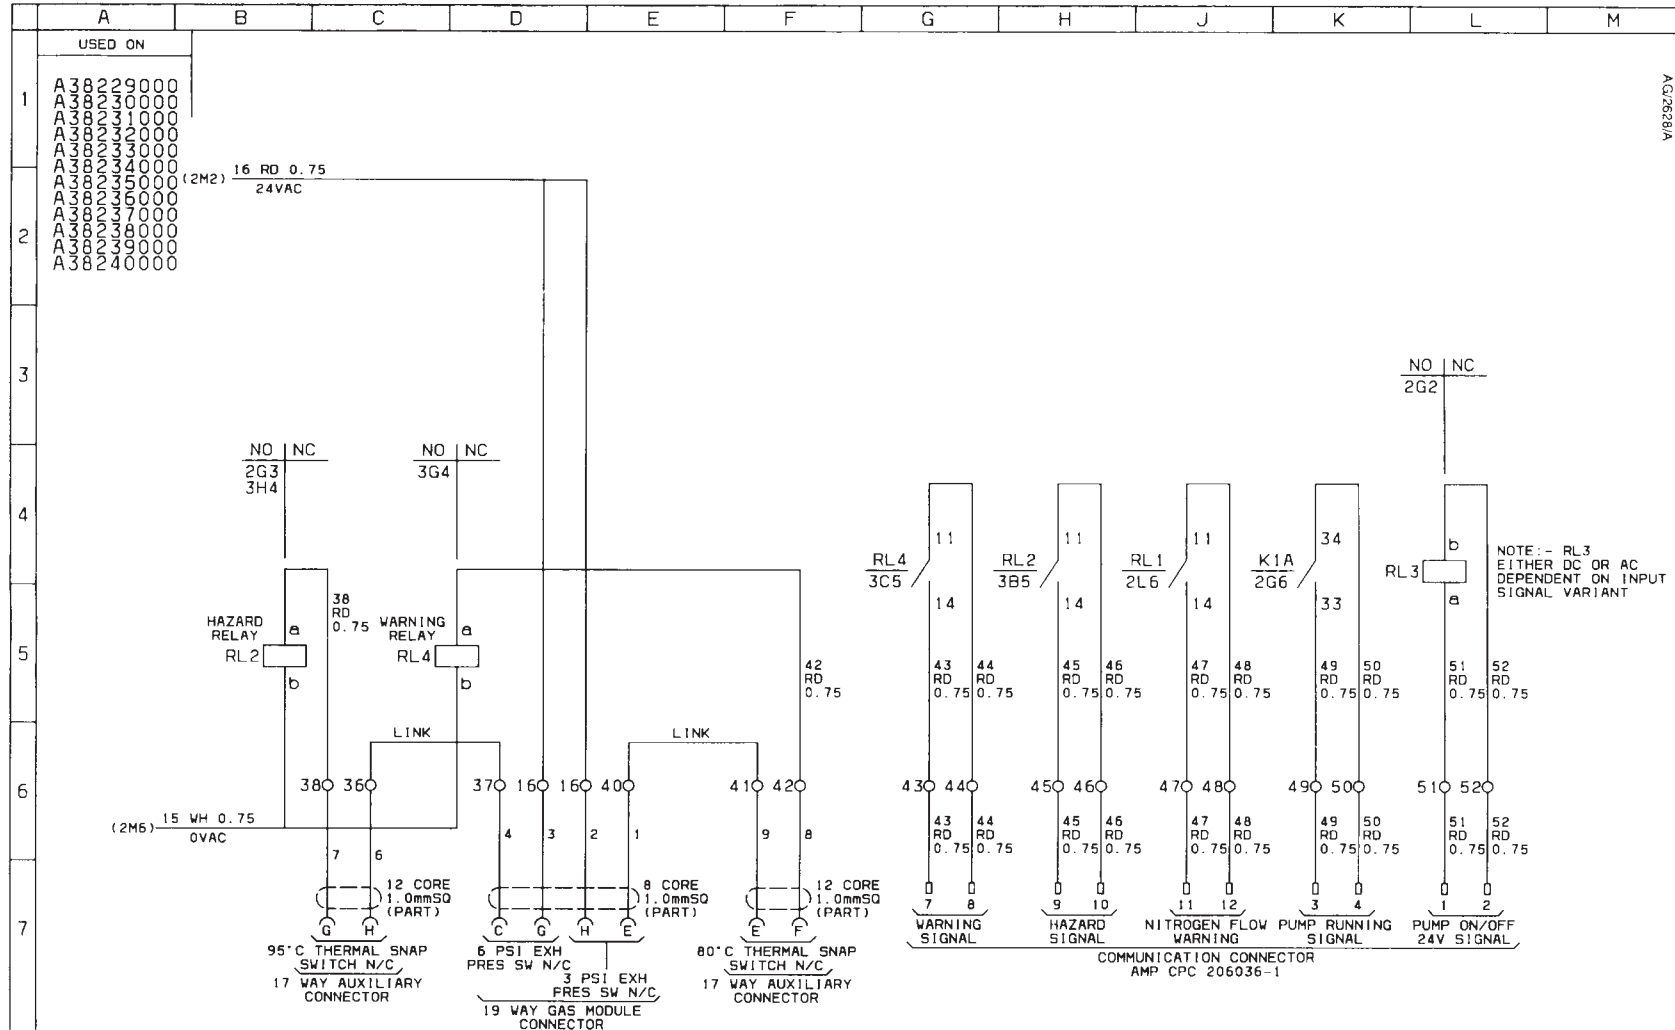 A B C D E F G H J K L M
USED ON
AG/2628/A
1
A38229000
A38230000
A38231000
A38232000
A38233000
A38234000
A38235000
A38236000
A38237000
A38238000
A38239000
A38240000
(2M2) 16 RD 0.75
24VAC
2
3
NO NC
2G2
NO NC
2G3
3H4
NO NC
3G4
4
RL4
3C5
11
14
RL2
3B5
11
14
RL1
2L6
11
14
K1A
2G6
34
33
RL3
b
a
NOTE:- RL3
EITHER DC OR AC
DEPENDENT ON INPUT
SIGNAL VARIANT
5
HAZARD
RELAY
RL2
a
b
38
RD
0.75
WARNING
RELAY
RL4
a
b
42
RD
0.75
43 44 45 46 47 48 49 50 51 52
RD RD RD RD RD RD RD RD RD RD
0.75 0.75 0.75 0.75 0.75 0.75 0.75 0.75 0.75 0.75
LINK
LINK
6
38 36 37 16 16 40 41 42 43 44 45 46 47 48 49 50 51 52
(2M6) 15 WH 0.75
0VAC
7 6 4 3 2 1 9 8
43 44 45 46 47 48 49 50 51 52
RD RD RD RD RD RD RD RD RD RD
0.75 0.75 0.75 0.75 0.75 0.75 0.75 0.75 0.75 0.75
7
12 CORE
1.0mmSQ
(PART)
8 CORE
1.0mmSQ
(PART)
12 CORE
1.0mmSQ
(PART)
G H C G H E E F
7 8 9 10 11 12 3 4 1 2
95°C THERMAL SNAP
SWITCH N/C
17 WAY AUXILIARY
CONNECTOR
6 PSI EXH
PRES SW N/C
3 PSI EXH
PRES SW N/C
19 WAY GAS MODULE
CONNECTOR
80°C THERMAL SNAP
SWITCH N/C
17 WAY AUXILIARY
CONNECTOR
WARNING
SIGNAL
HAZARD
SIGNAL
NITROGEN FLOW
WARNING
PUMP RUNNING
SIGNAL
PUMP ON/OFF
24V SIGNAL
COMMUNICATION CONNECTOR
AMP CPC 206036-1